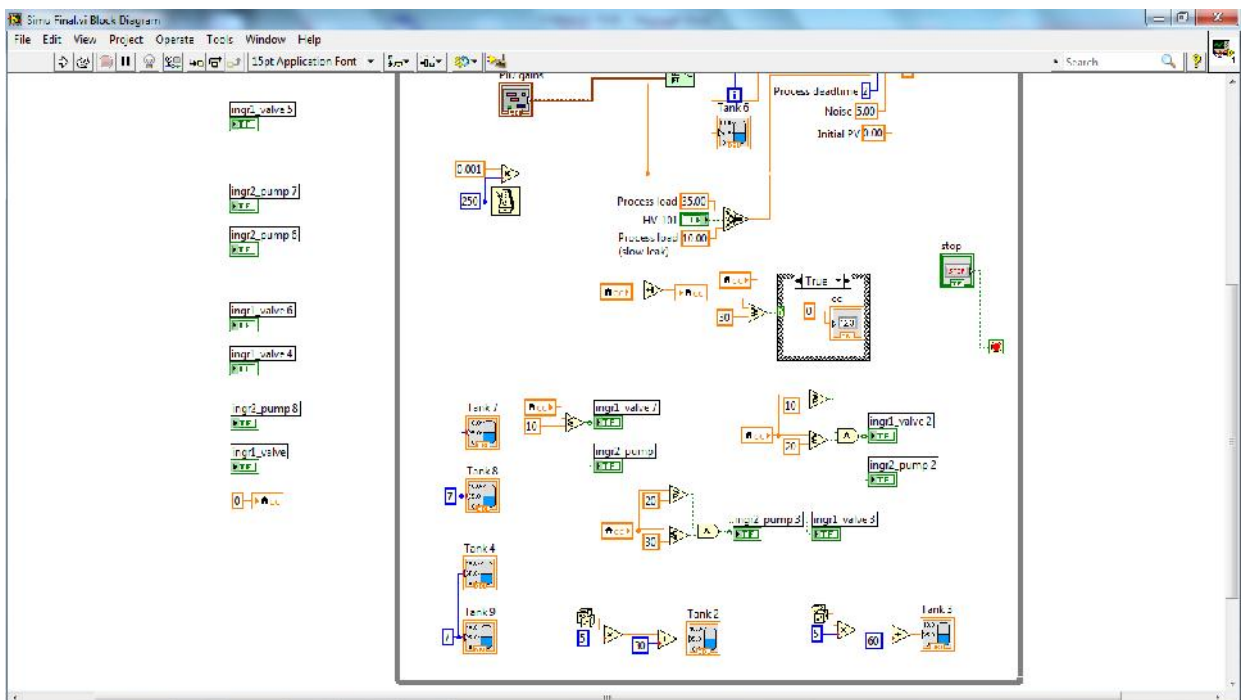 Simu Final.vi Block Diagram
File Edit View Project Operate Tools Window Help
15pt Application Font
Search
PID gains
Tank 6
Process deadtime 2
Noise 5.00
Initial PV 0.00
ingr1_valve 5
0.001
250
ingr2_pump 7
ingr2_pump 6
Process load 35.00
HV 101
Process load 10.00
(slow leak)
stop
STOP
True
cc
30
0
ingr1_valve 6
ingr1_valve 4
ingr2_pump 8
ingr1_valve
0
Tank 7
10
ingr1_valve 7
ingr2_pump
10
20
ingr1_valve 2
ingr2_pump 2
Tank 8
7
20
30
ingr2_pump 3
ingr1_valve 3
Tank 4
Tank 9
7
5
30
Tank 2
5
60
Tank 3